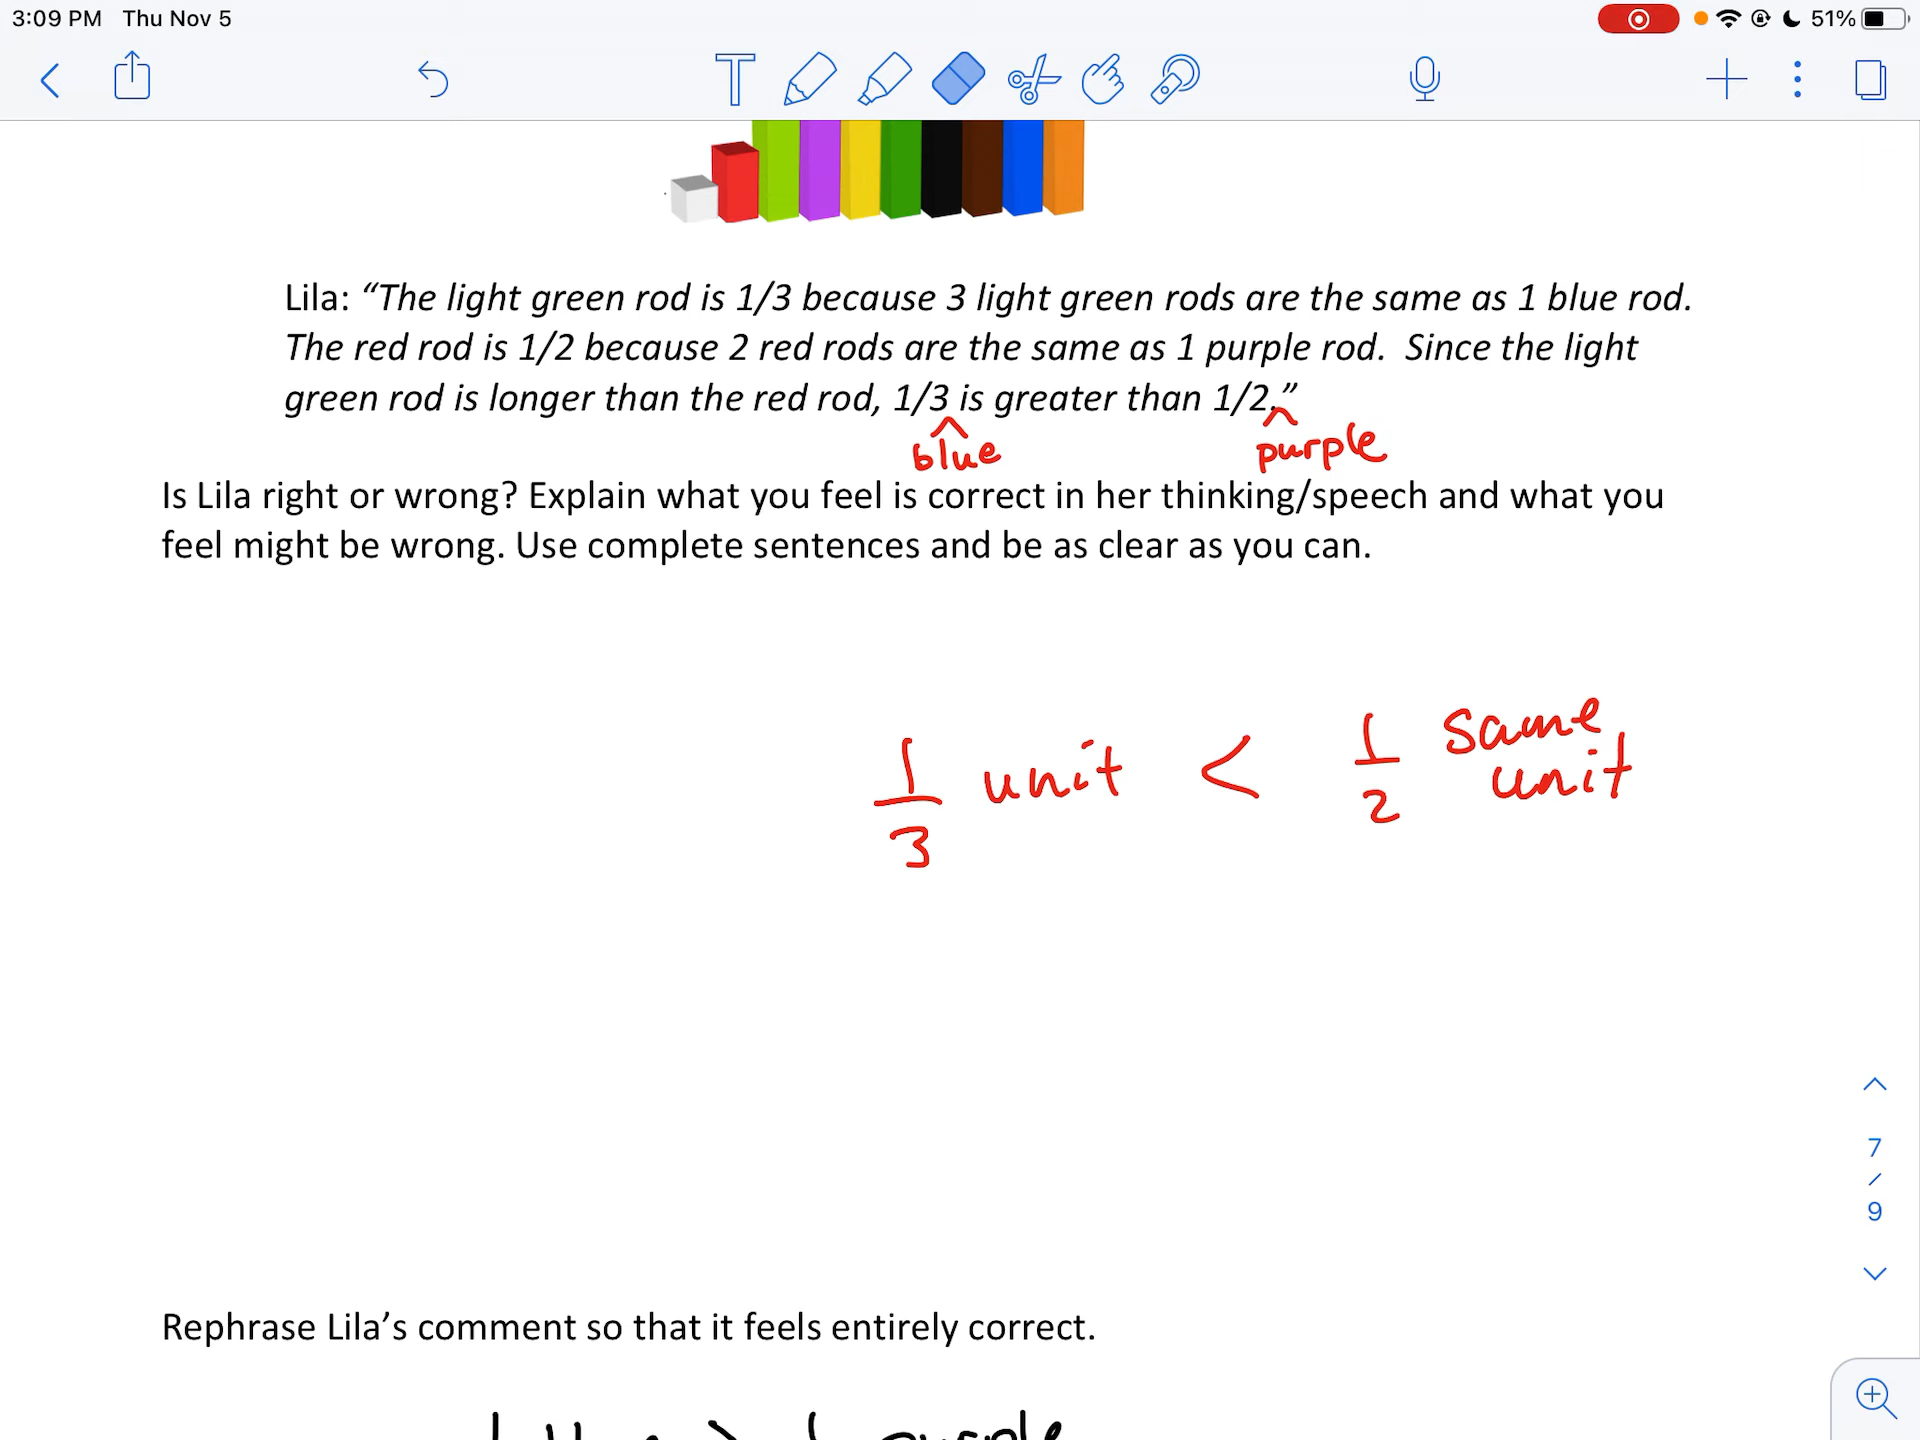 3:09 PM Thu Nov 5
51%
T
Lila: “The light green rod is 1/3 because 3 light green rods are the same as 1 blue rod.
The red rod is 1/2 because 2 red rods are the same as 1 purple rod. Since the light
green rod is longer than the red rod, 1/3 is greater than 1/2.”
^ blue ^ purple
Is Lila right or wrong? Explain what you feel is correct in her thinking/speech and what you
feel might be wrong. Use complete sentences and be as clear as you can.
1/3 unit < 1/2 same unit
7
/
9
Rephrase Lila’s comment so that it feels entirely correct.
purple